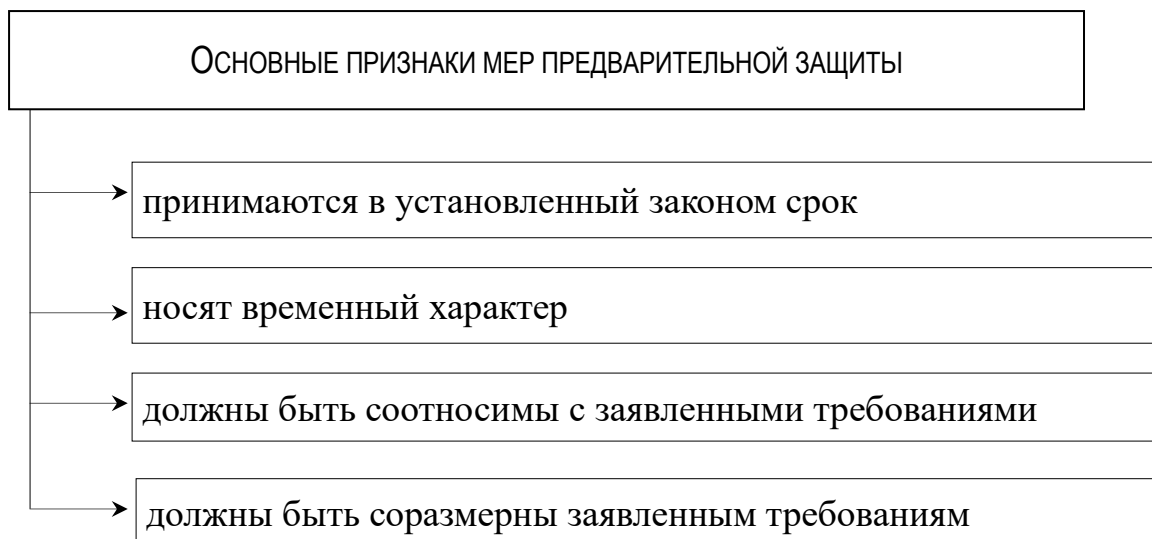 ОСНОВНЫЕ ПРИЗНАКИ МЕР ПРЕДВАРИТЕЛЬНОЙ ЗАЩИТЫ
принимаются в установленный законом срок
носят временный характер
должны быть соотносимы с заявленными требованиями
должны быть соразмерны заявленным требованиям